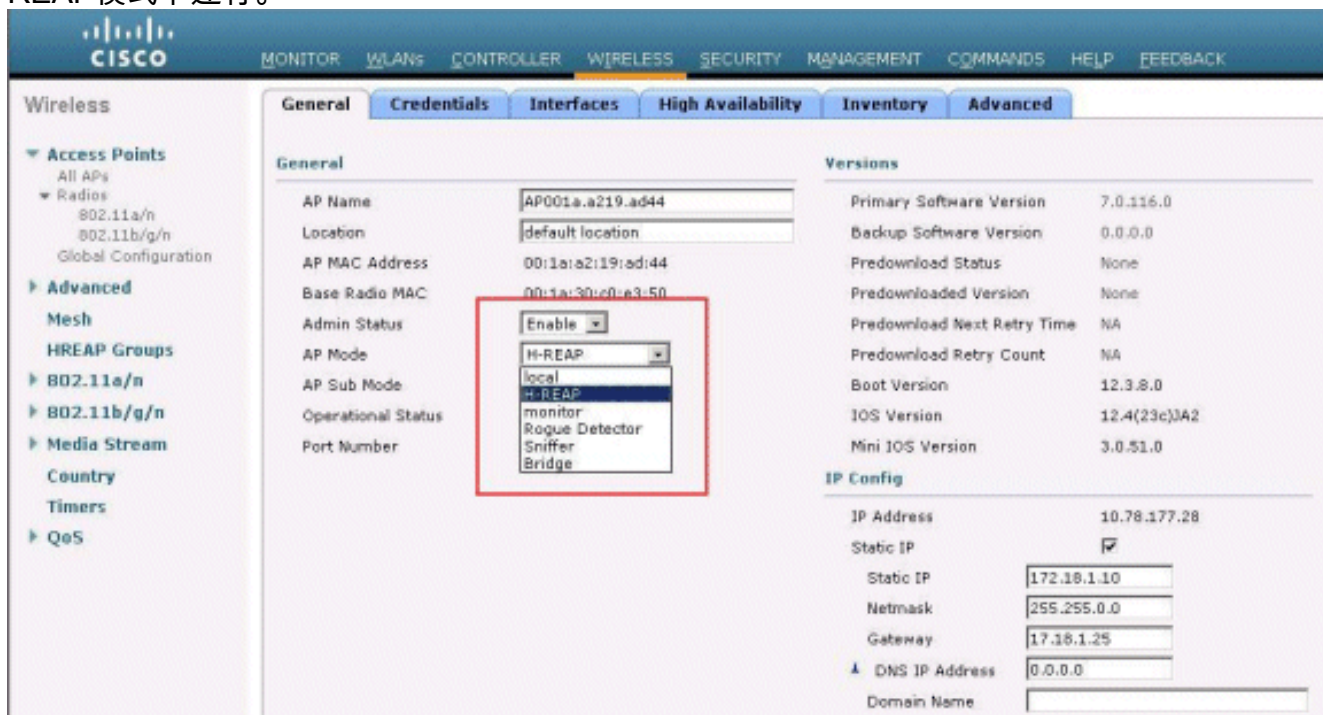 REAP模式下运行。
CISCO
MONITOR WLANs CONTROLLER WIRELESS SECURITY MANAGEMENT COMMANDS HELP FEEDBACK
Wireless
General Credentials Interfaces High Availability Inventory Advanced
Access Points
All APs
Radios
802.11a/n
802.11b/g/n
Global Configuration
Advanced
Mesh
HREAP Groups
802.11a/n
802.11b/g/n
Media Stream
Country
Timers
QoS
General
AP Name AP001a.a219.ad44
Location default location
AP MAC Address 00:1a:a2:19:ad:44
Base Radio MAC 00:1a:30:c0:e3:50
Admin Status Enable
AP Mode H-REAP
local
H-REAP
monitor
Rogue Detector
Sniffer
Bridge
AP Sub Mode
Operational Status
Port Number
Versions
Primary Software Version 7.0.116.0
Backup Software Version 0.0.0.0
Predownload Status None
Predownloaded Version None
Predownload Next Retry Time NA
Predownload Retry Count NA
Boot Version 12.3.8.0
IOS Version 12.4(23c)JA2
Mini IOS Version 3.0.51.0
IP Config
IP Address 10.78.177.28
Static IP
Static IP 172.18.1.10
Netmask 255.255.0.0
Gateway 17.18.1.25
DNS IP Address 0.0.0.0
Domain Name